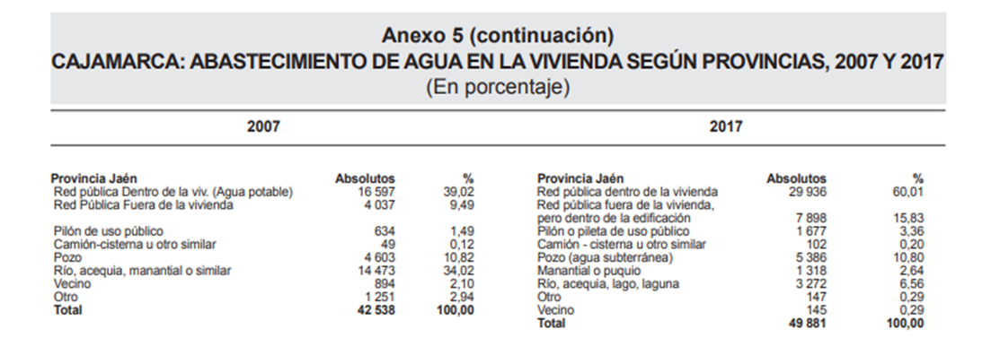 Anexo 5 (continuación)
CAJAMARCA: ABASTECIMIENTO DE AGUA EN LA VIVIENDA SEGÚN PROVINCIAS, 2007 Y 2017
(En porcentaje)
2007
Provincia Jaén Absolutos %
Red pública Dentro de la viv. (Agua potable) 16 597 39,02
Red Pública Fuera de la vivienda 4 037 9,49
Pilón de uso público 634 1,49
Camión-cisterna u otro similar 49 0,12
Pozo 4 603 10,82
Río, acequia, manantial o similar 14 473 34,02
Vecino 894 2,10
Otro 1 251 2,94
Total 42 538 100,00
2017
Provincia Jaén Absolutos %
Red pública dentro de la vivienda 29 936 60,01
Red pública fuera de la vivienda,
pero dentro de la edificación 7 898 15,83
Pilón o pileta de uso público 1 677 3,36
Camión - cisterna u otro similar 102 0,20
Pozo (agua subterránea) 5 386 10,80
Manantial o puquio 1 318 2,64
Río, acequia, lago, laguna 3 272 6,56
Otro 147 0,29
Vecino 145 0,29
Total 49 881 100,00